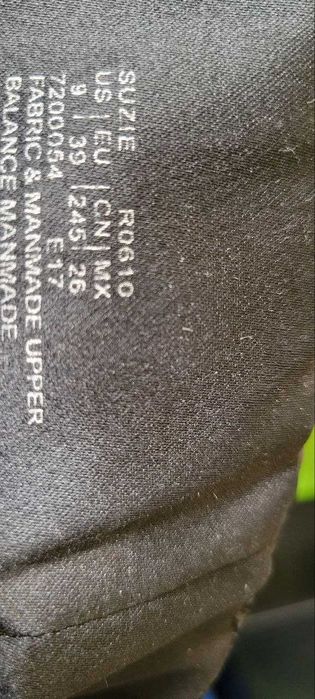 SUZIE R0610
US | EU | CN | MX
9 | 39 | 245 | 26
7200054 E17
FABRIC & MANMADE UPPER
BALANCE MANMADE